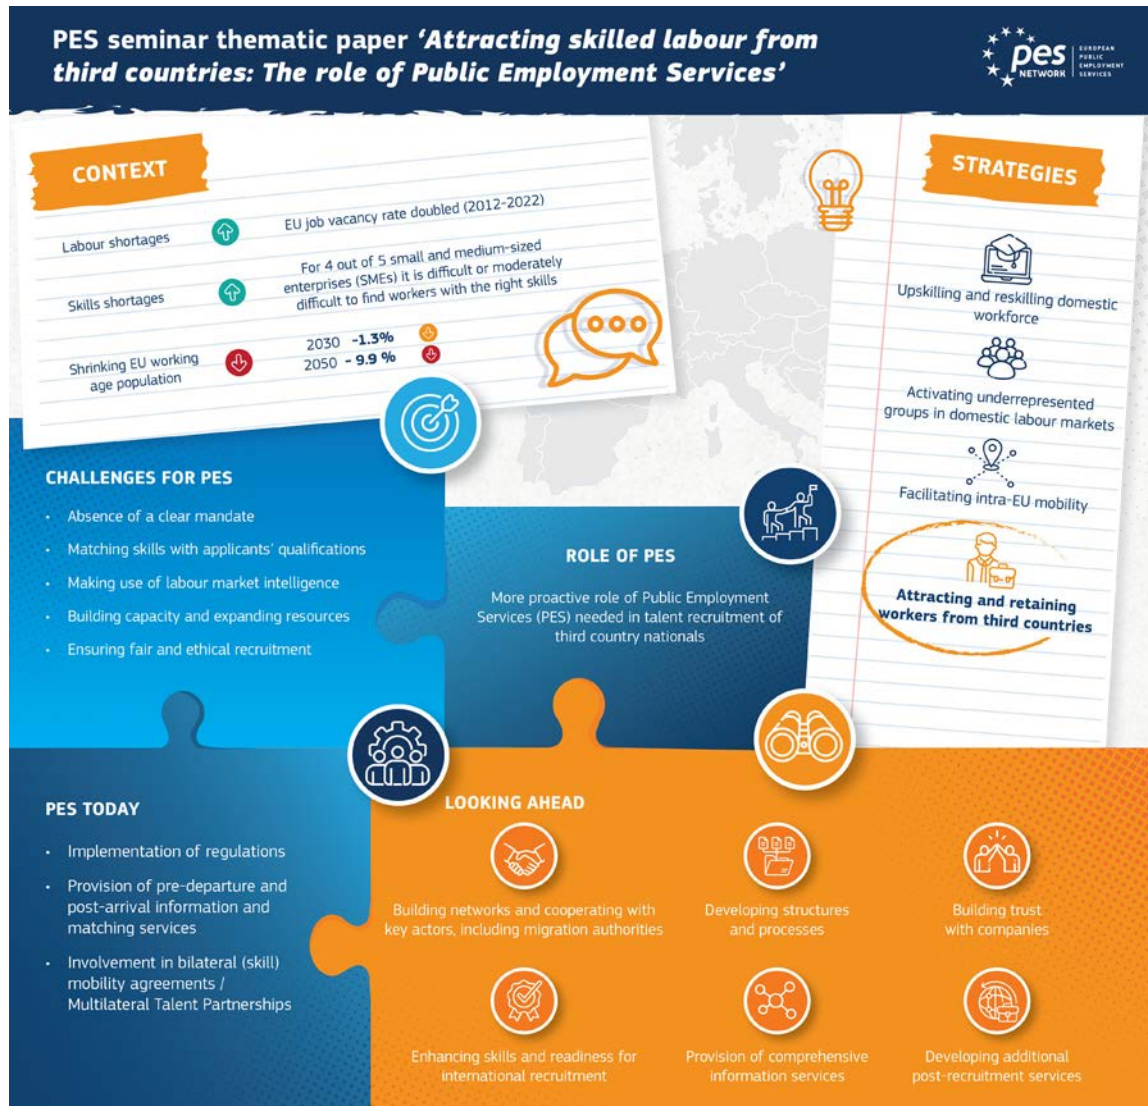 PES seminar thematic paper ‘Attracting skilled labour from
third countries: The role of Public Employment Services’
pes
NETWORK
EUROPEAN
PUBLIC
EMPLOYMENT
SERVICES
CONTEXT
Labour shortages
EU job vacancy rate doubled (2012-2022)
Skills shortages
For 4 out of 5 small and medium-sized
enterprises (SMEs) it is difficult or moderately
difficult to find workers with the right skills
Shrinking EU working
age population
2030 -1.3%
2050 - 9.9 %
STRATEGIES
Upskilling and reskilling domestic
workforce
Activating underrepresented
groups in domestic labour markets
Facilitating intra-EU mobility
Attracting and retaining
workers from third countries
CHALLENGES FOR PES
• Absence of a clear mandate
• Matching skills with applicants’ qualifications
• Making use of labour market intelligence
• Building capacity and expanding resources
• Ensuring fair and ethical recruitment
ROLE OF PES
More proactive role of Public Employment
Services (PES) needed in talent recruitment of
third country nationals
PES TODAY
• Implementation of regulations
• Provision of pre-departure and
post-arrival information and
matching services
• Involvement in bilateral (skill)
mobility agreements /
Multilateral Talent Partnerships
LOOKING AHEAD
Building networks and cooperating with
key actors, including migration authorities
Developing structures
and processes
Building trust
with companies
Enhancing skills and readiness for
international recruitment
Provision of comprehensive
information services
Developing additional
post-recruitment services